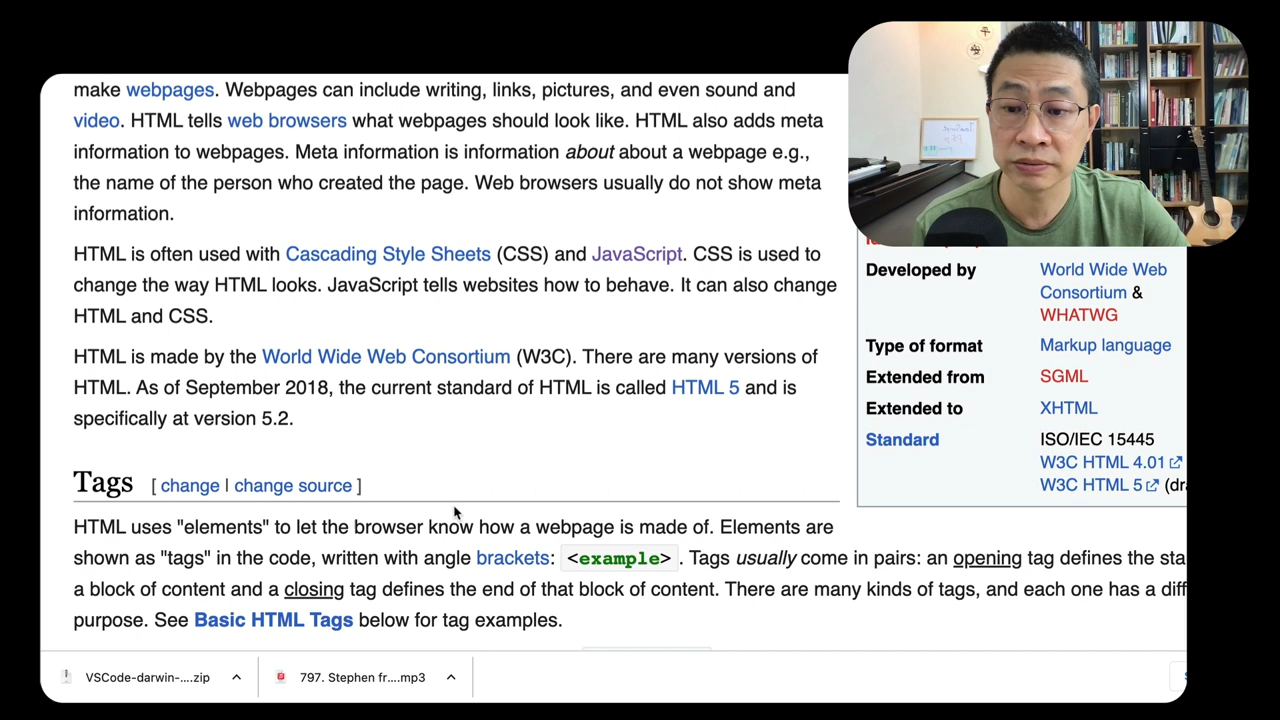 make webpages. Webpages can include writing, links, pictures, and even sound and
video. HTML tells web browsers what webpages should look like. HTML also adds meta
information to webpages. Meta information is information about about a webpage e.g.,
the name of the person who created the page. Web browsers usually do not show meta
information.
HTML is often used with Cascading Style Sheets (CSS) and JavaScript. CSS is used to
change the way HTML looks. JavaScript tells websites how to behave. It can also change
HTML and CSS.
HTML is made by the World Wide Web Consortium (W3C). There are many versions of
HTML. As of September 2018, the current standard of HTML is called HTML 5 and is
specifically at version 5.2.
Developed by World Wide Web
Consortium &
WHATWG
Type of format Markup language
Extended from SGML
Extended to XHTML
Standard ISO/IEC 15445
W3C HTML 4.01
W3C HTML 5 (dra
Tags [ change | change source ]
HTML uses "elements" to let the browser know how a webpage is made of. Elements are
shown as "tags" in the code, written with angle brackets: <example>. Tags usually come in pairs: an opening tag defines the sta
a block of content and a closing tag defines the end of that block of content. There are many kinds of tags, and each one has a diff
purpose. See Basic HTML Tags below for tag examples.
VSCode-darwin-....zip
797. Stephen fr....mp3